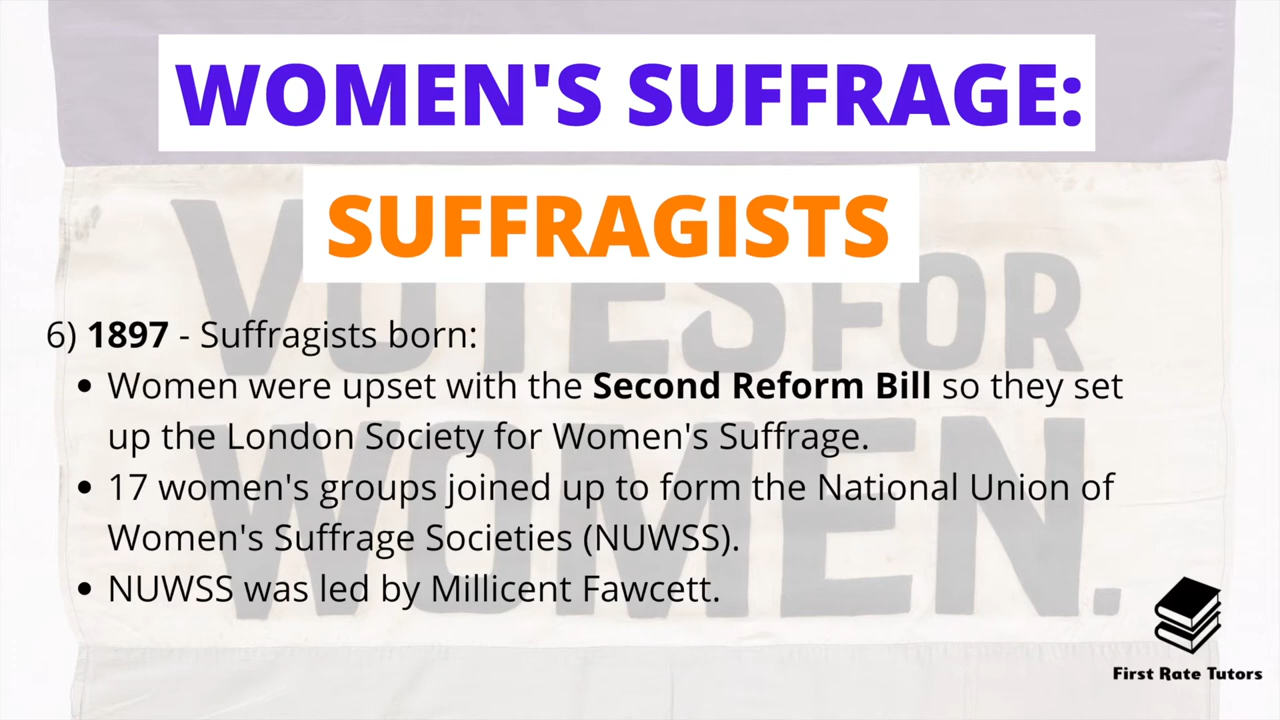 WOMEN'S SUFFRAGE:
SUFFRAGISTS
VOTES FOR
WOMEN.
6) 1897 - Suffragists born:
• Women were upset with the Second Reform Bill so they set
up the London Society for Women's Suffrage.
• 17 women's groups joined up to form the National Union of
Women's Suffrage Societies (NUWSS).
• NUWSS was led by Millicent Fawcett.
First Rate Tutors